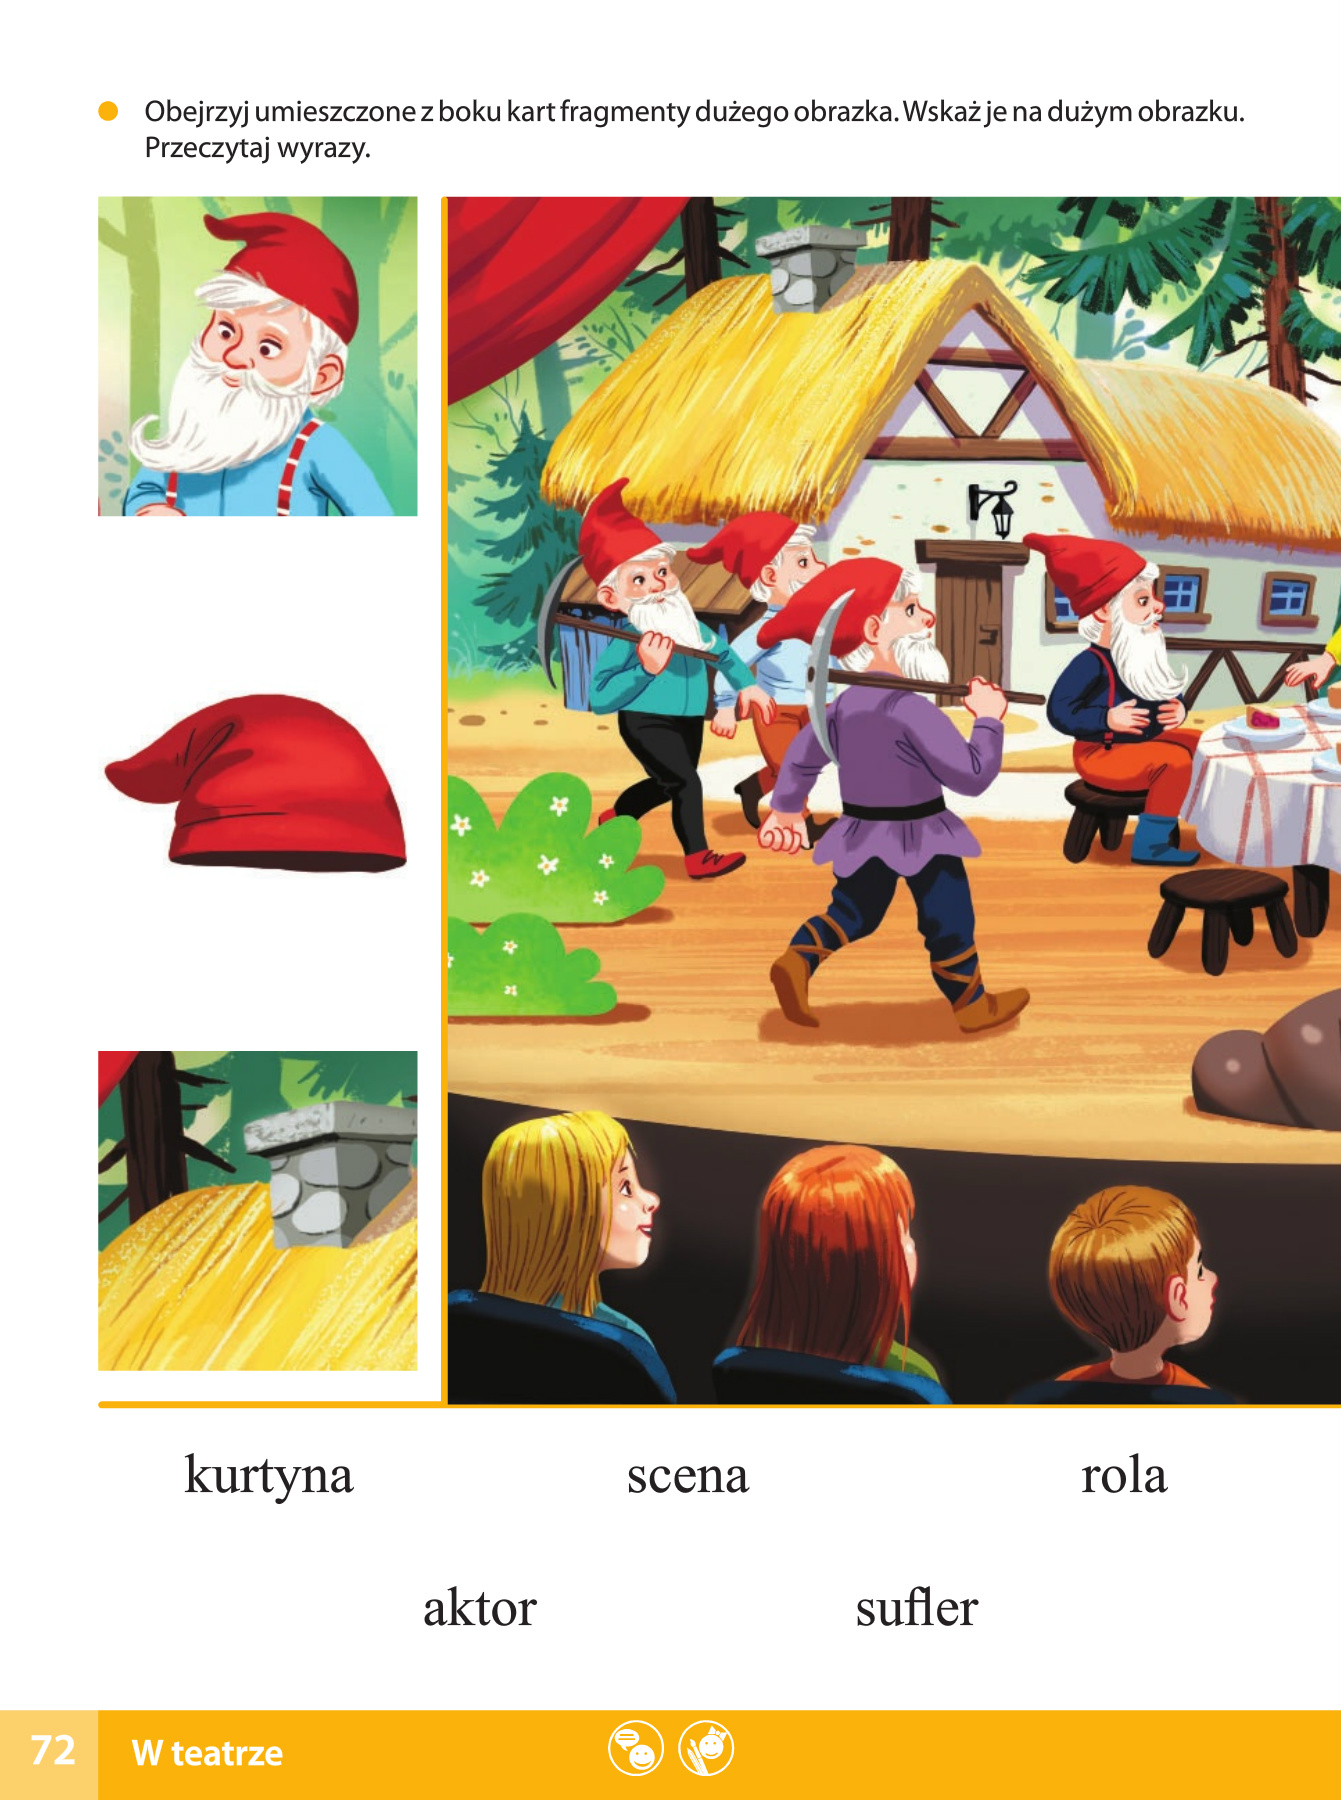 Obejrzyj umieszczone z boku kart fragmenty dużego obrazka. Wskaż je na dużym obrazku.
Przeczytaj wyrazy.
kurtyna scena rola
aktor sufler
72 W teatrze